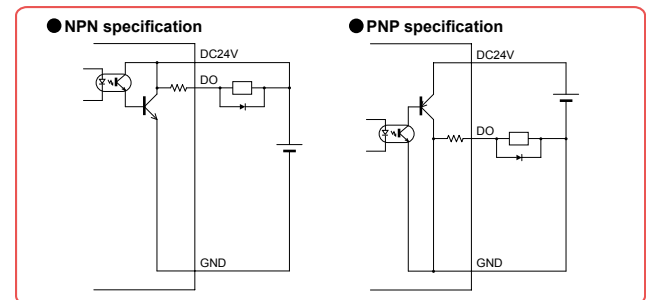 ● NPN specification
DC24V
DO
GND
● PNP specification
DC24V
DO
GND